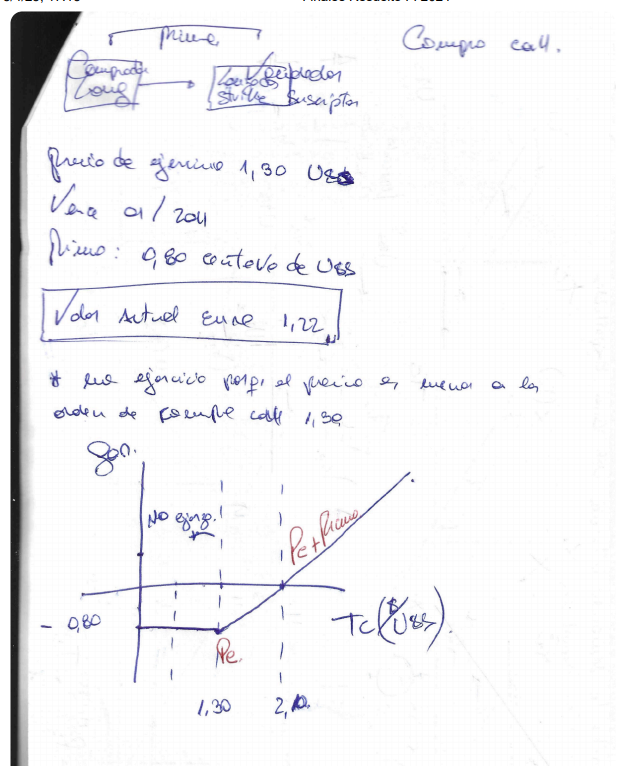 Prima
Compro call.
Comprador
Long
Vendedor
Lanzador
Strike Suscriptor
Precio de ejercicio 1,30 U$$
Vence 01/2011
Prima: 0,80 centavo de U$S
Valor Actual Euro 1,22
* no ejercicio porq. el precio es menor a la
orden de compra call 1,30
Gan.
No ejerzo.
Pe + Prima
- 0,80
Tc ($/U$S).
Pe.
1,30 2,10.